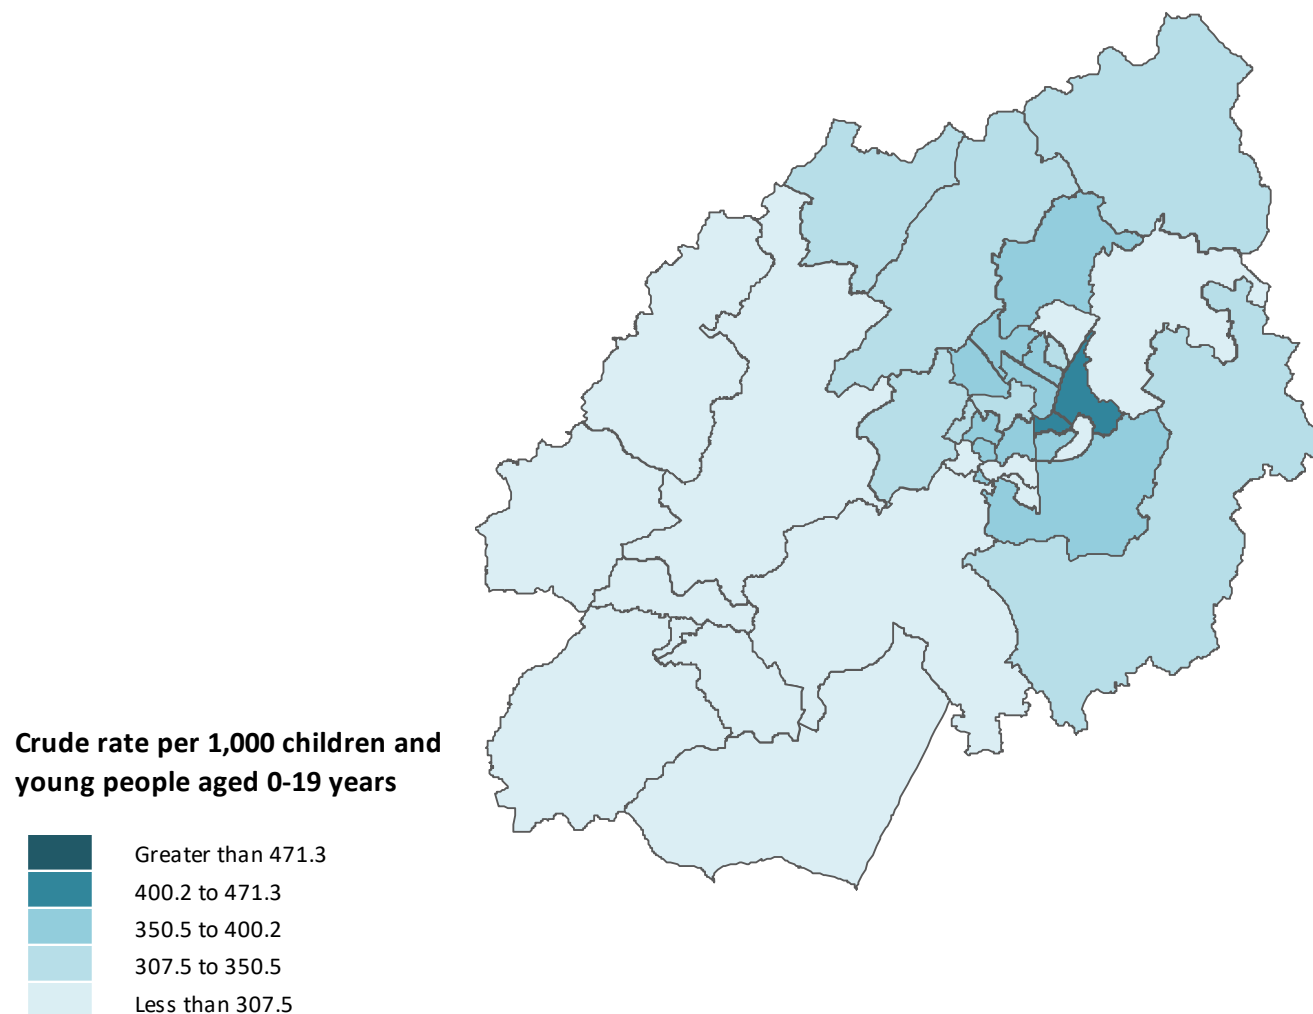 Crude rate per 1,000 children and
young people aged 0-19 years
Greater than 471.3
400.2 to 471.3
350.5 to 400.2
307.5 to 350.5
Less than 307.5